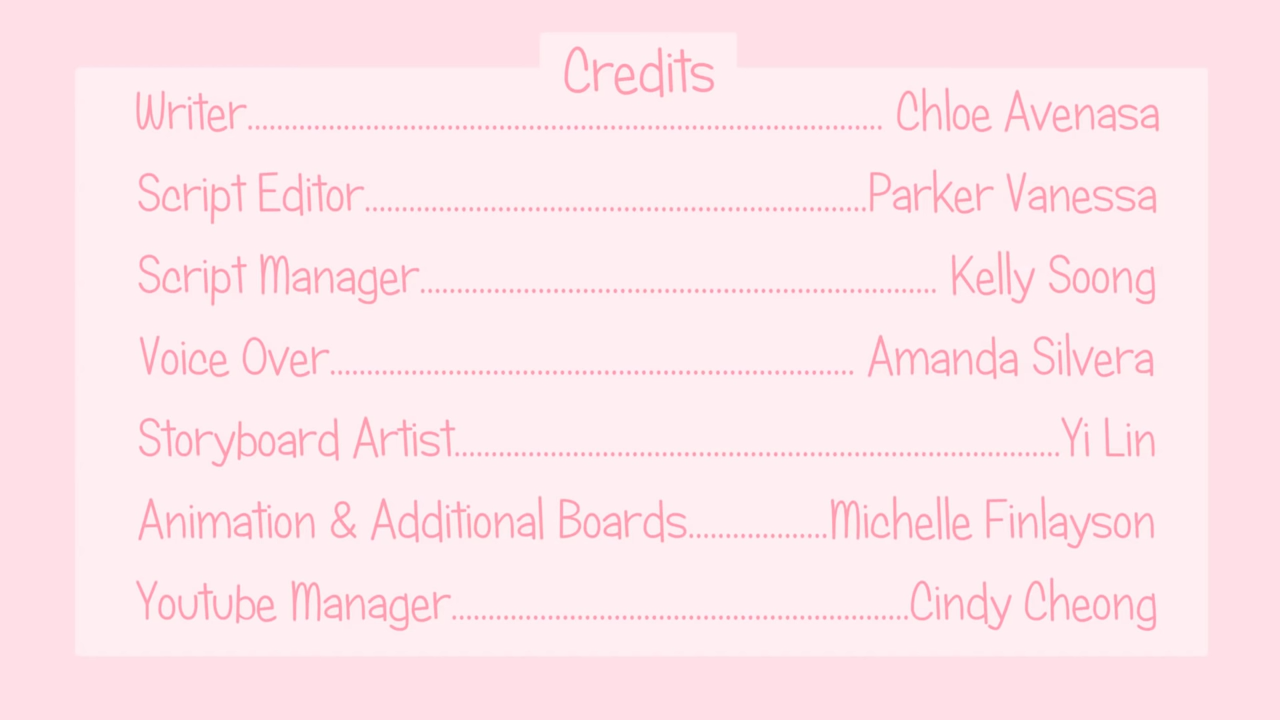 Credits
Writer....................................................................................... Chloe Avenasa
Script Editor.....................................................................Parker Vanessa
Script Manager....................................................................... Kelly Soong
Voice Over........................................................................ Amanda Silvera
Storyboard Artist...................................................................................Yi Lin
Animation & Additional Boards...................Michelle Finlayson
Youtube Manager...............................................................Cindy Cheong